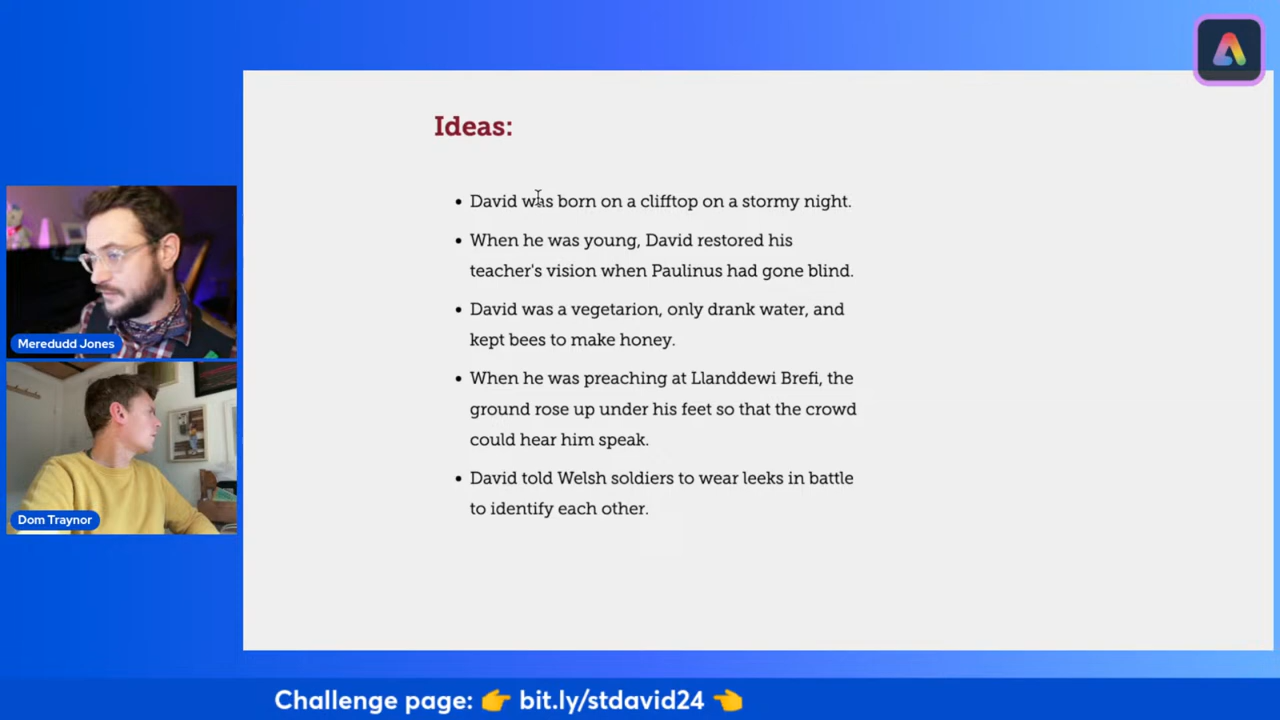 Ideas:
• David was born on a clifftop on a stormy night.
• When he was young, David restored his
teacher's vision when Paulinus had gone blind.
• David was a vegetarion, only drank water, and
kept bees to make honey.
• When he was preaching at Llanddewi Brefi, the
ground rose up under his feet so that the crowd
could hear him speak.
• David told Welsh soldiers to wear leeks in battle
to identify each other.
Meredudd Jones
Dom Traynor
Challenge page: 👉 bit.ly/stdavid24 👈